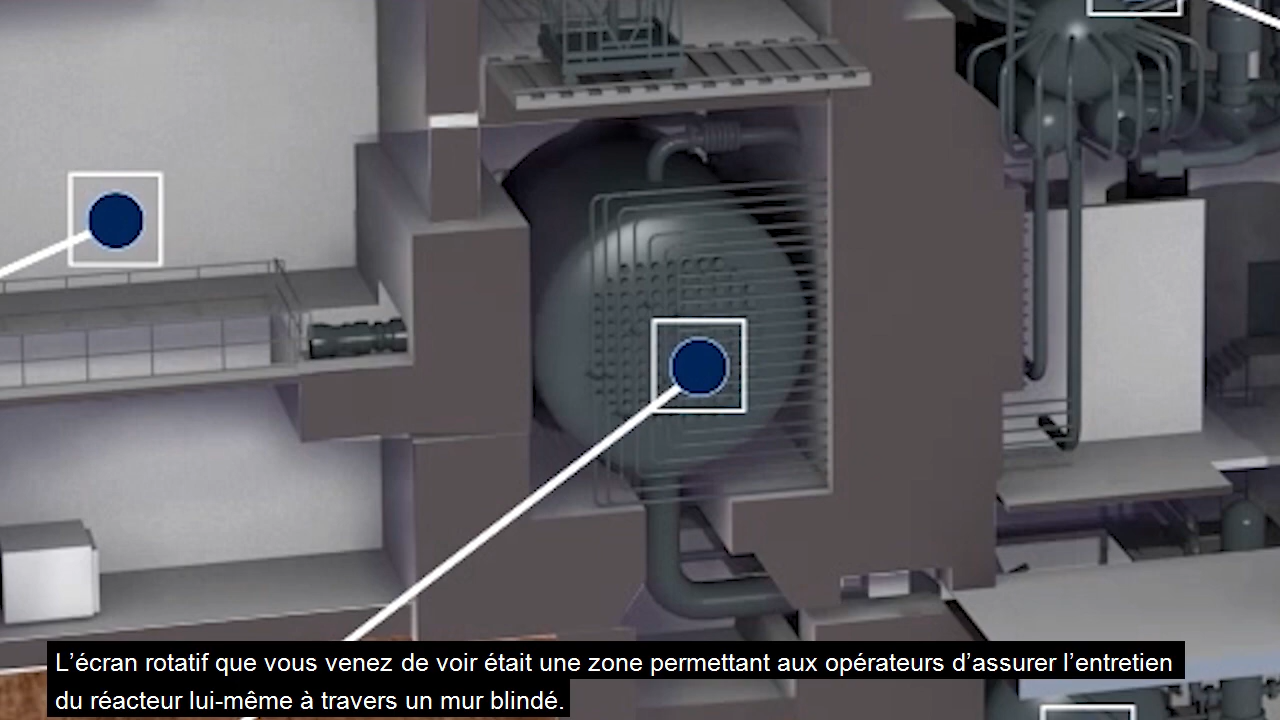 L’écran rotatif que vous venez de voir était une zone permettant aux opérateurs d’assurer l’entretien
du réacteur lui-même à travers un mur blindé.